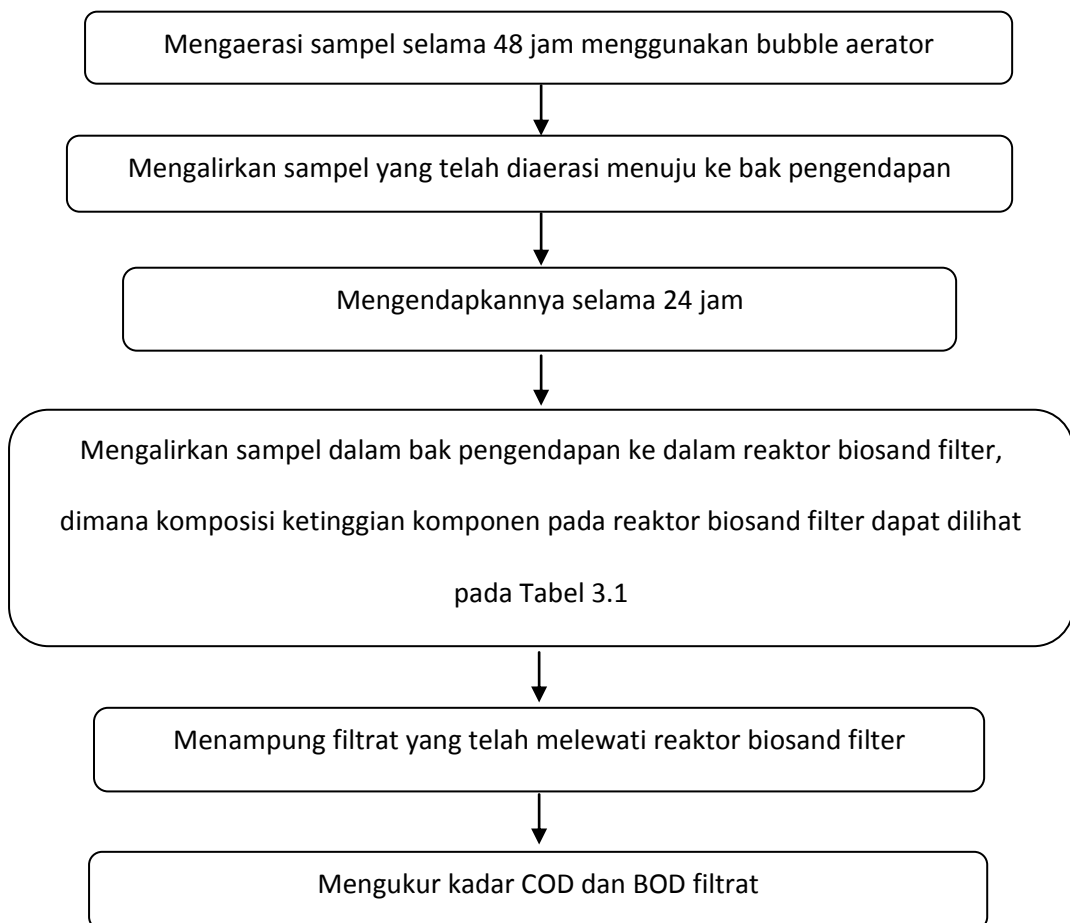 Mengaerasi sampel selama 48 jam menggunakan bubble aerator
Mengalirkan sampel yang telah diaerasi menuju ke bak pengendapan
Mengendapkannya selama 24 jam
Mengalirkan sampel dalam bak pengendapan ke dalam reaktor biosand filter,
dimana komposisi ketinggian komponen pada reaktor biosand filter dapat dilihat
pada Tabel 3.1
Menampung filtrat yang telah melewati reaktor biosand filter
Mengukur kadar COD dan BOD filtrat